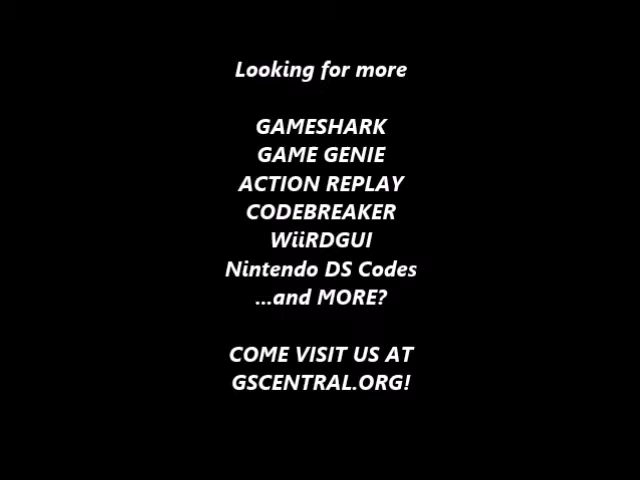 Looking for more
GAMESHARK
GAME GENIE
ACTION REPLAY
CODEBREAKER
WiiRDGUI
Nintendo DS Codes
...and MORE?
COME VISIT US AT
GSCENTRAL.ORG!